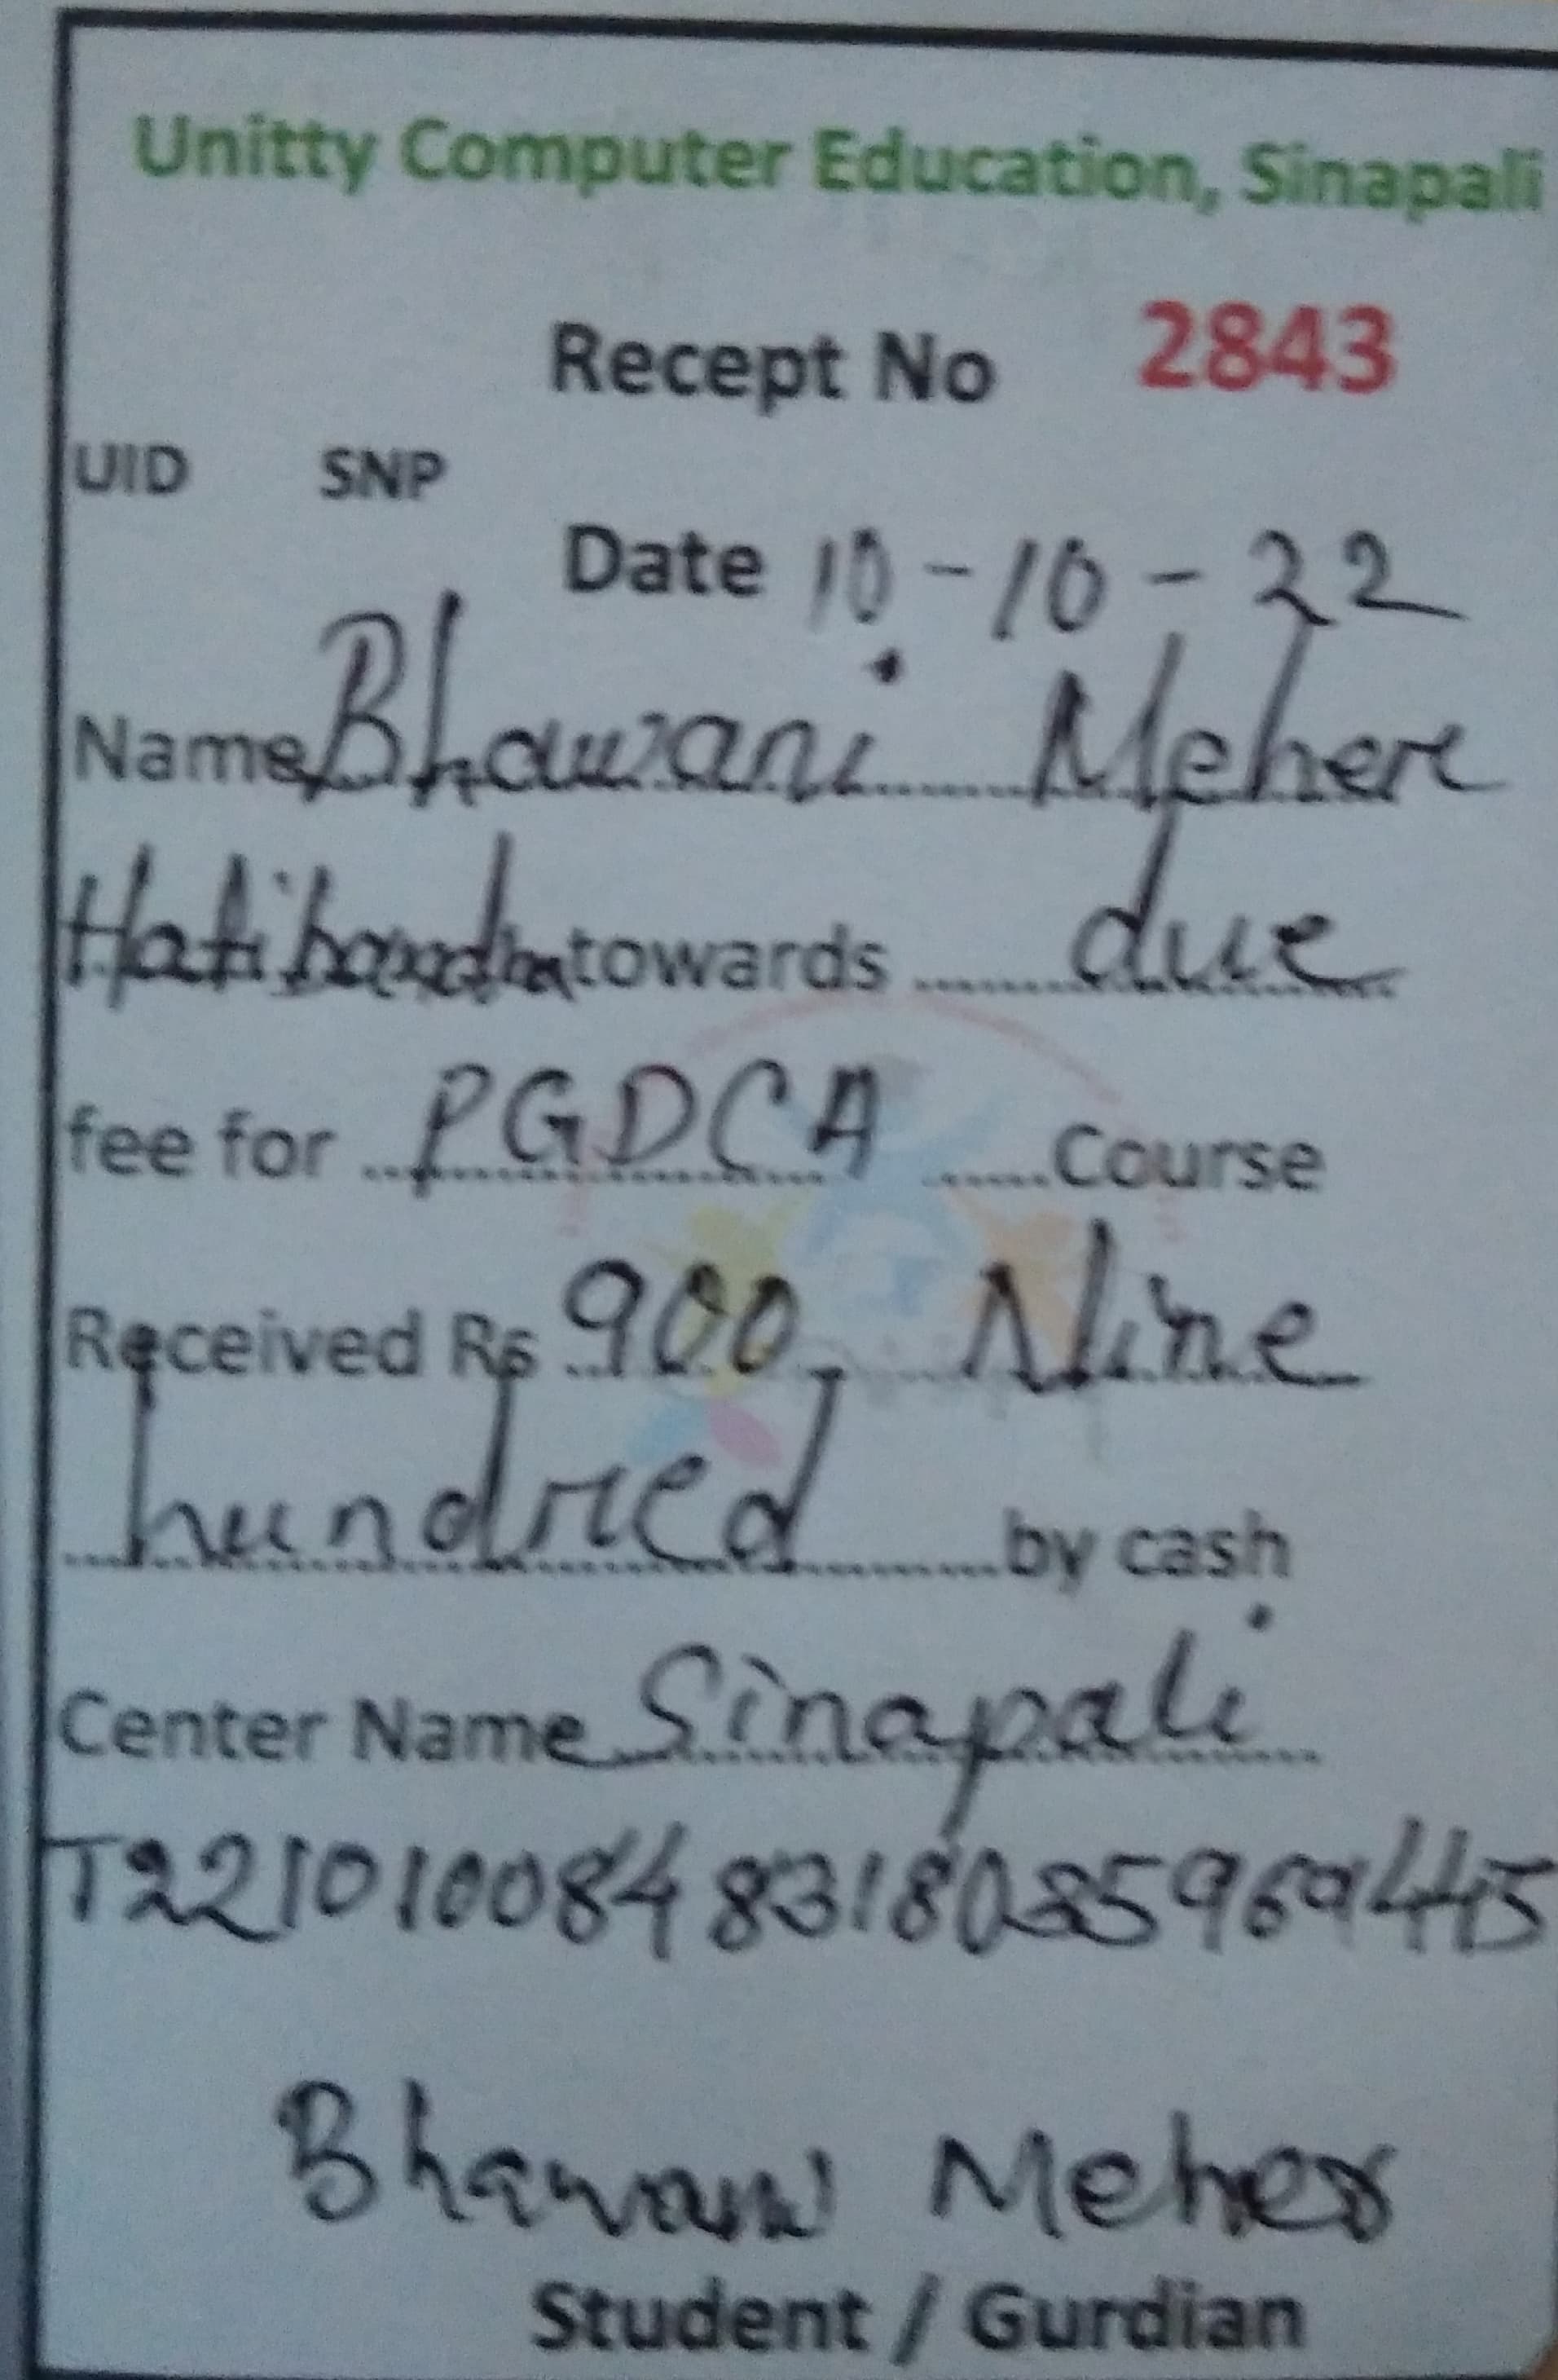 Unitty Computer Education, Sinapali
Recept No 2843
UID SNP
Date 10-10-22
Name Bhawani Meher
Hatibandha towards ...... due
fee for ..PGDCA ......Course
Received Rs 900 Nine
hundred ..........by cash
Center Name Sinapali
T2210100848318035969445
Bhawani Meher
Student / Gurdian